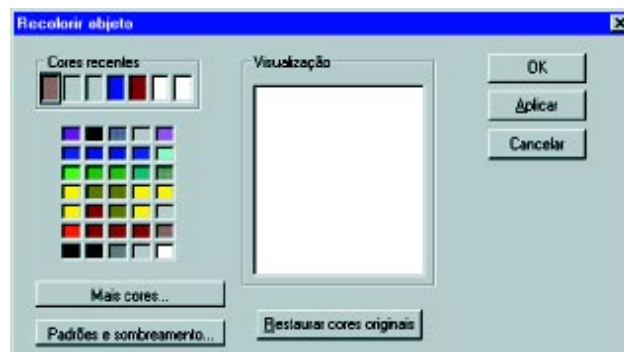 Recolorir objeto
Cores recentes
Visualização
OK
Aplicar
Cancelar
Mais cores...
Padrões e sombreamento...
Restaurar cores originais